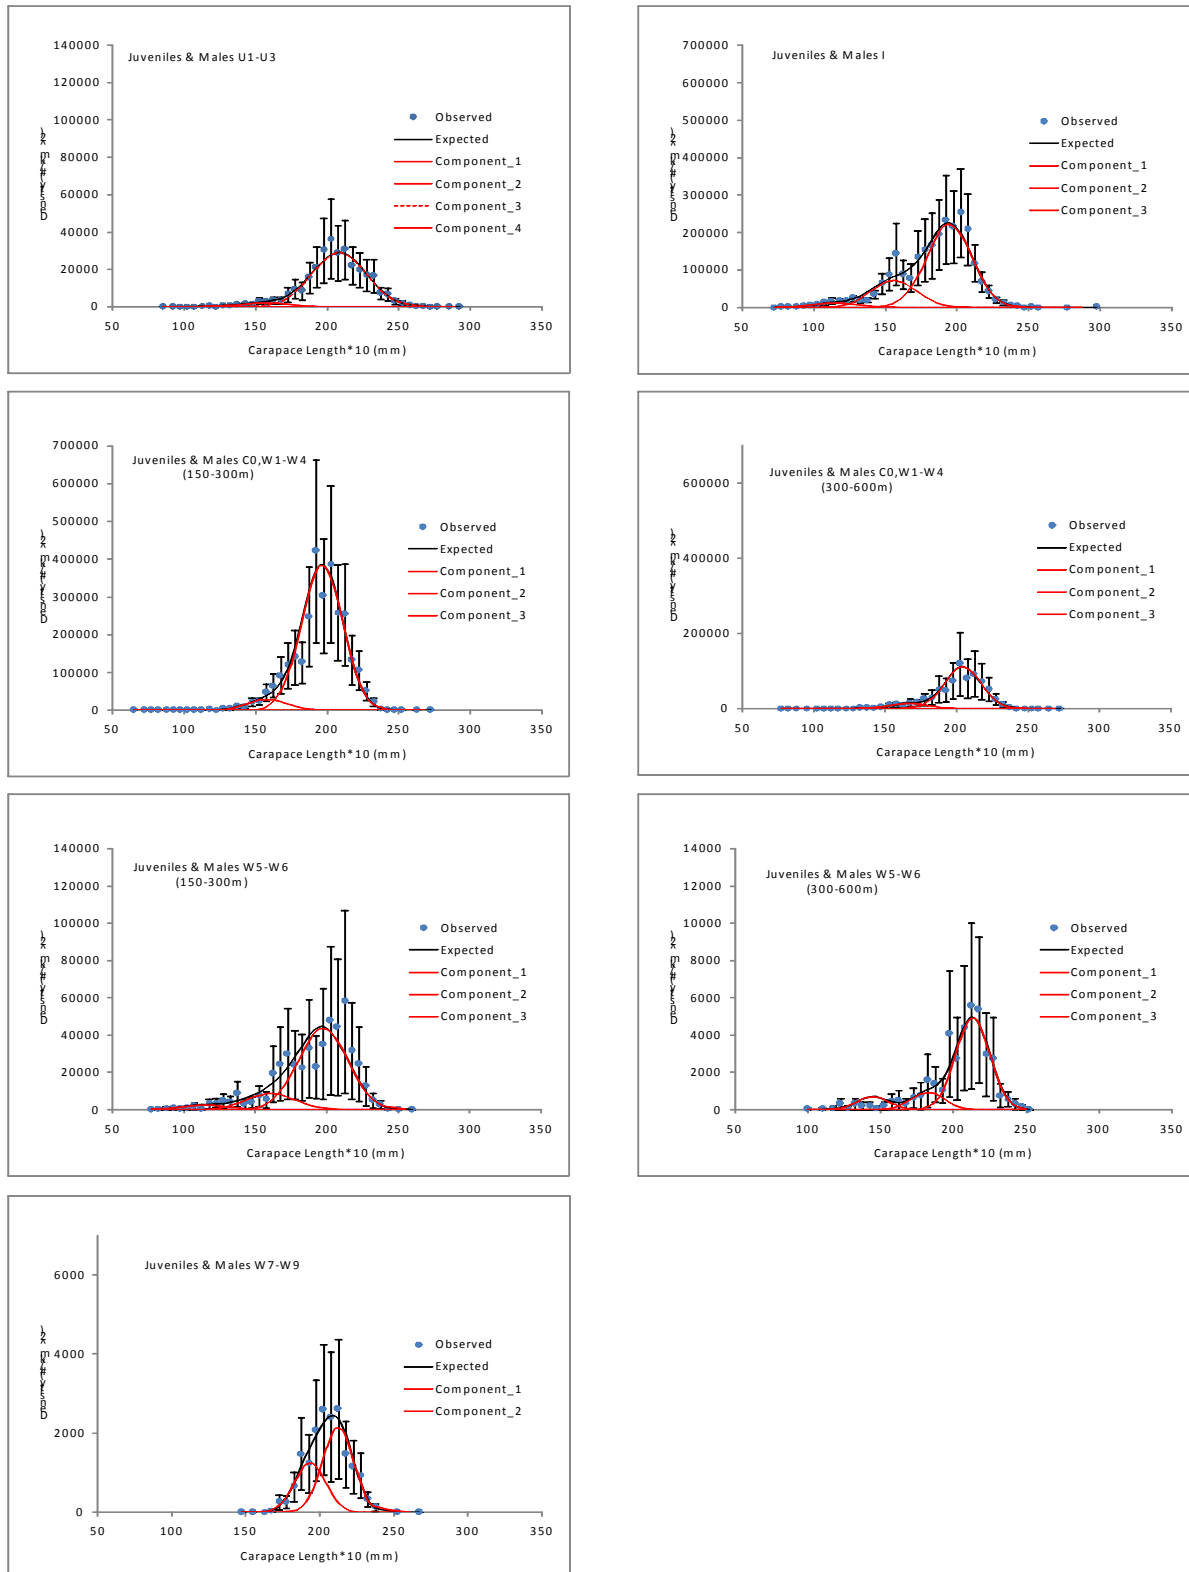 Juveniles & Males U1-U3
140000
120000
100000
80000
60000
40000
20000
0
Observed
Expected
Component_1
Component_2
Component_3
Component_4
50 100 150 200 250 300 350
Carapace Length*10 (mm)
Juveniles & Males I
700000
600000
500000
400000
300000
200000
100000
0
Observed
Expected
Component_1
Component_2
Component_3
50 100 150 200 250 300 350
Carapace Length*10 (mm)
Juveniles & Males C0,W1-W4
(150-300m)
700000
600000
500000
400000
300000
200000
100000
0
Observed
Expected
Component_1
Component_2
Component_3
50 100 150 200 250 300 350
Carapace Length*10 (mm)
Juveniles & Males C0,W1-W4
(300-600m)
600000
400000
200000
0
Observed
Expected
Component_1
Component_2
Component_3
50 100 150 200 250 300 350
Carapace Length*10 (mm)
Juveniles & Males W5-W6
(150-300m)
140000
120000
100000
80000
60000
40000
20000
0
Observed
Expected
Component_1
Component_2
Component_3
50 100 150 200 250 300 350
Carapace Length*10 (mm)
Juveniles & Males W5-W6
(300-600m)
14000
12000
10000
8000
6000
4000
2000
0
Observed
Expected
Component_1
Component_2
Component_3
50 100 150 200 250 300 350
Carapace Length*10 (mm)
Juveniles & Males W7-W9
6000
4000
2000
0
Observed
Expected
Component_1
Component_2
50 100 150 200 250 300 350
Carapace Length*10 (mm)